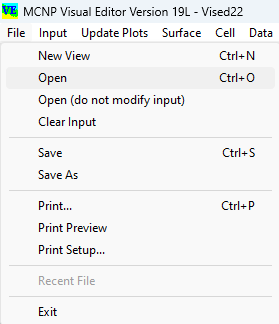 VE MCNP Visual Editor Version 19L - Vised22
File Input Update Plots Surface Cell Data
New View Ctrl+N
Open Ctrl+O
Open (do not modify input)
Clear Input
Save Ctrl+S
Save As
Print... Ctrl+P
Print Preview
Print Setup...
Recent File
Exit